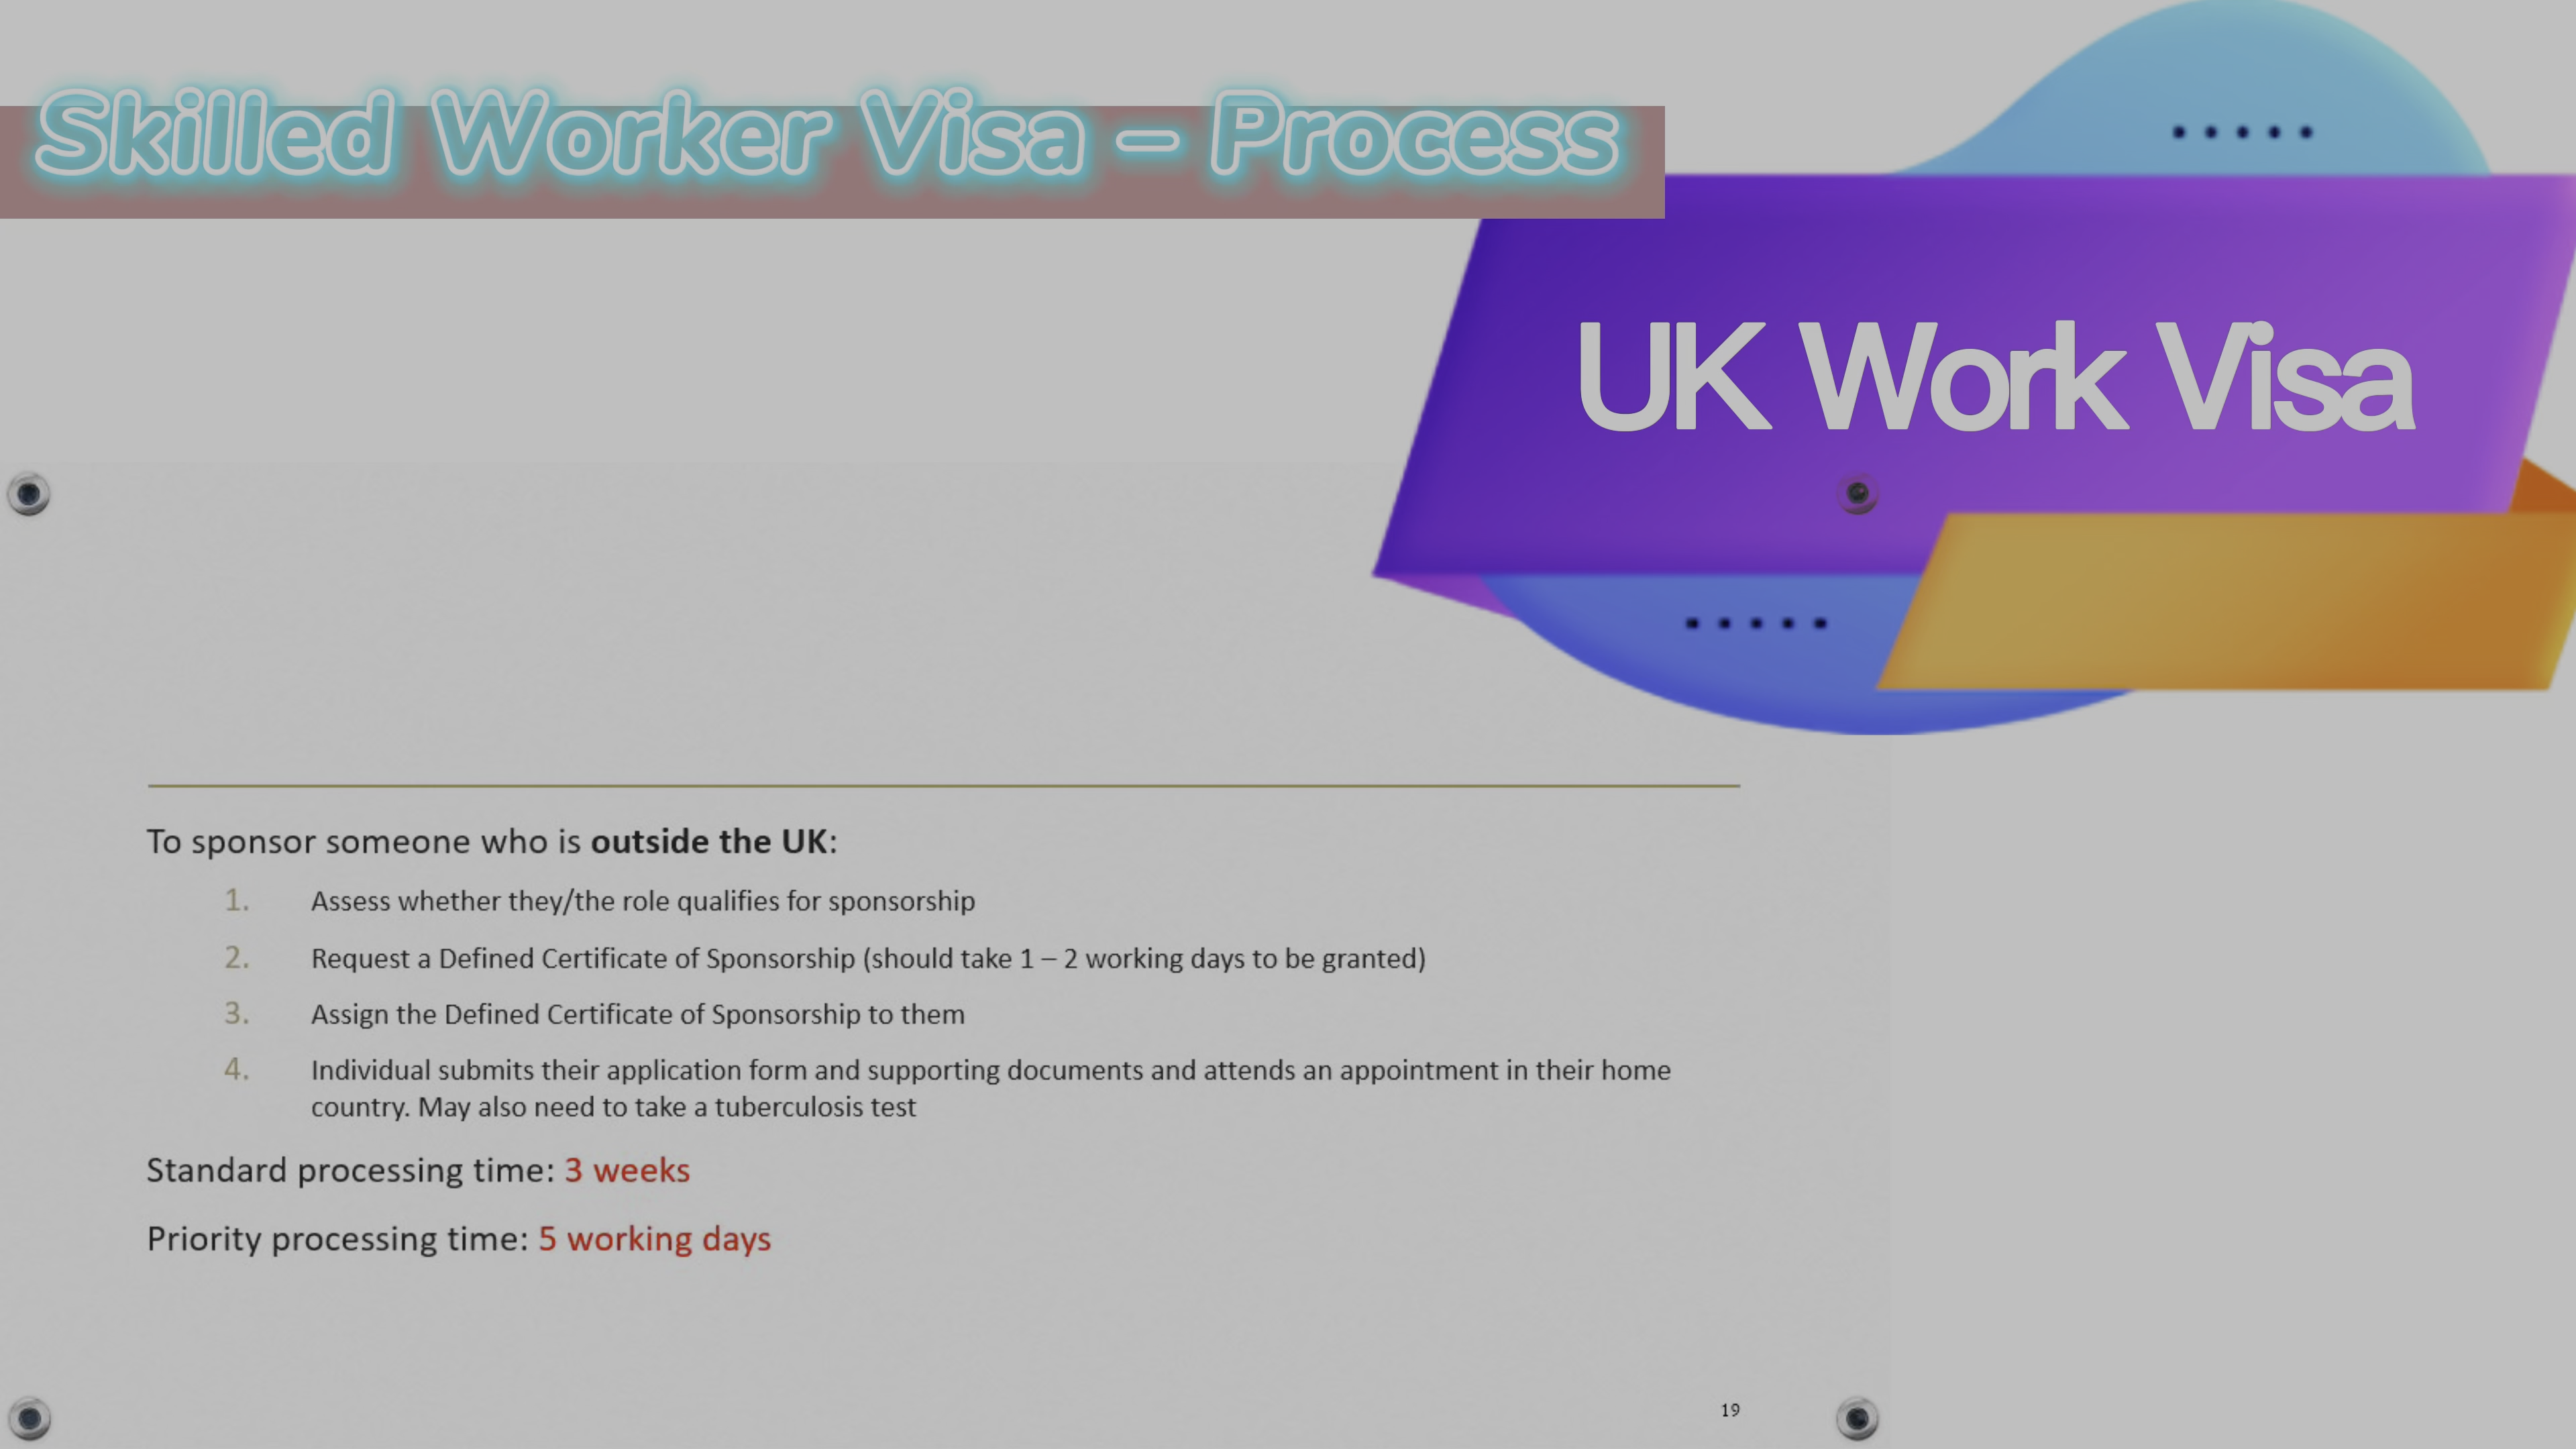 Skilled Worker Visa – Process
UK Work Visa
To sponsor someone who is outside the UK:
1. Assess whether they/the role qualifies for sponsorship
2. Request a Defined Certificate of Sponsorship (should take 1 – 2 working days to be granted)
3. Assign the Defined Certificate of Sponsorship to them
4. Individual submits their application form and supporting documents and attends an appointment in their home
country. May also need to take a tuberculosis test
Standard processing time: 3 weeks
Priority processing time: 5 working days
19